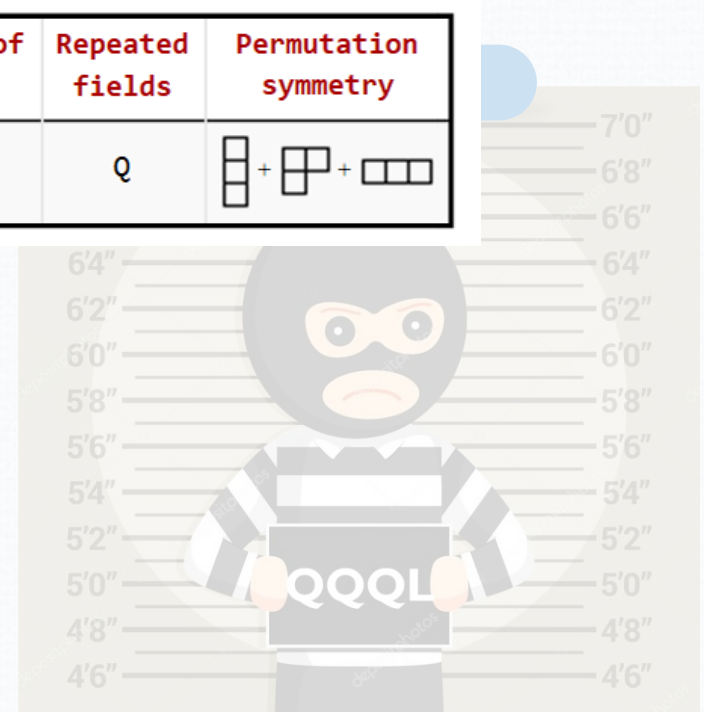 of Repeated Permutation
fields symmetry
Q + +
7'0"
6'8"
6'6"
6'4" 6'4"
6'2" 6'2"
6'0" 6'0"
5'8" 5'8"
5'6" 5'6"
5'4" 5'4"
5'2" 5'2"
5'0" QQQL 5'0"
4'8" 4'8"
4'6" 4'6"
depositphotos